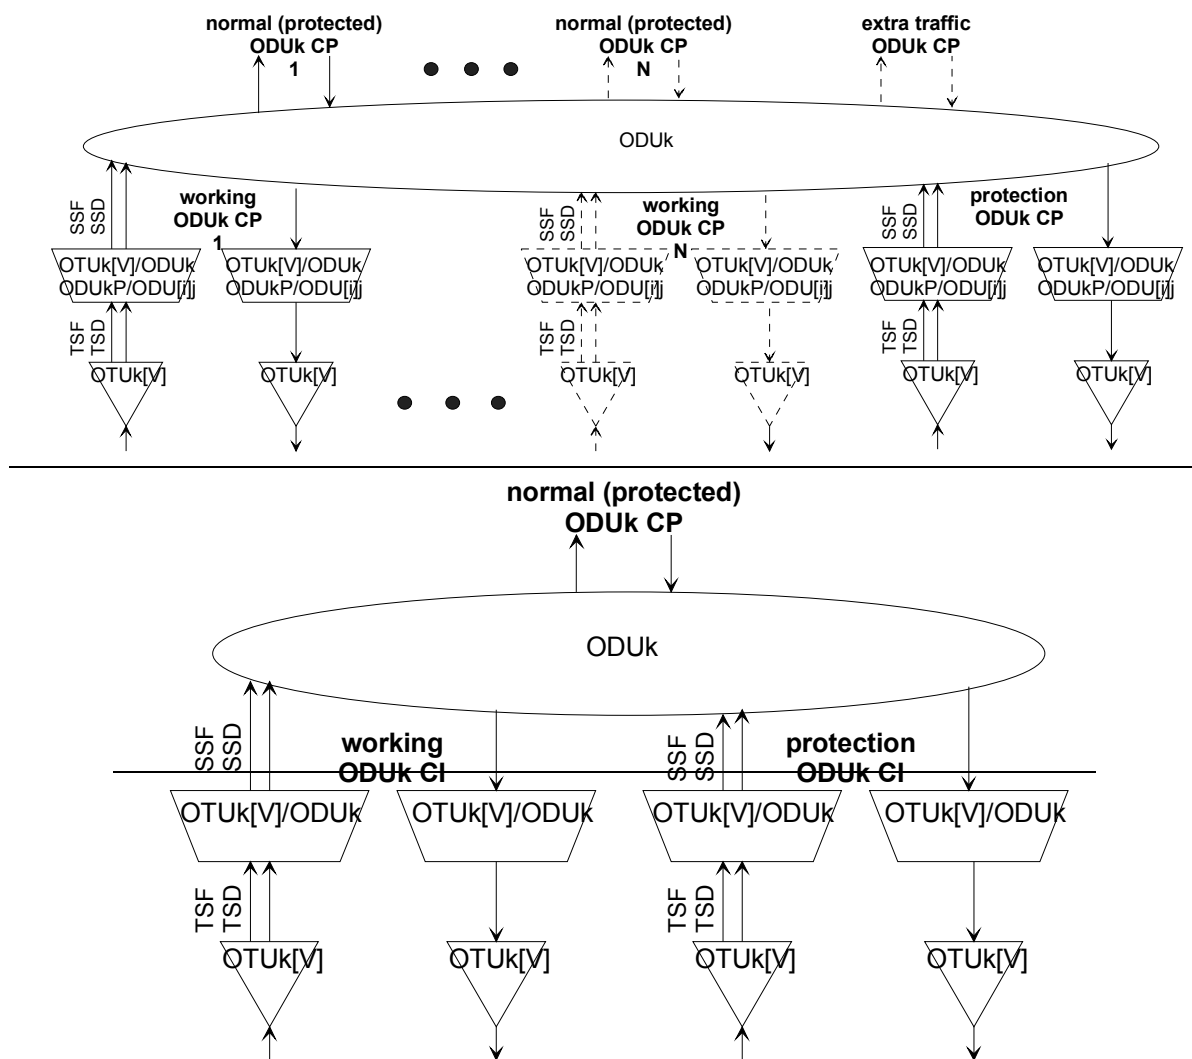 normal (protected)
ODUk CP
1
normal (protected)
ODUk CP
N
extra traffic
ODUk CP
ODUk
SSF
SSD
working
ODUk CP
1
SSF
SSD
working
ODUk CP
N
SSF
SSD
protection
ODUk CP
OTUk[V]/ODUk
ODUkP/ODU[i]j
OTUk[V]/ODUk
ODUkP/ODU[i]j
OTUk[V]/ODUk
ODUkP/ODU[i]j
OTUk[V]/ODUk
ODUkP/ODU[i]j
OTUk[V]/ODUk
ODUkP/ODU[i]j
OTUk[V]/ODUk
ODUkP/ODU[i]j
TSF
TSD
TSF
TSD
TSF
TSD
OTUk[V]
OTUk[V]
OTUk[V]
OTUk[V]
OTUk[V]
OTUk[V]
normal (protected)
ODUk CP
ODUk
SSF
SSD
working
ODUk CI
SSF
SSD
protection
ODUk CI
OTUk[V]/ODUk
OTUk[V]/ODUk
OTUk[V]/ODUk
OTUk[V]/ODUk
TSF
TSD
TSF
TSD
OTUk[V]
OTUk[V]
OTUk[V]
OTUk[V]